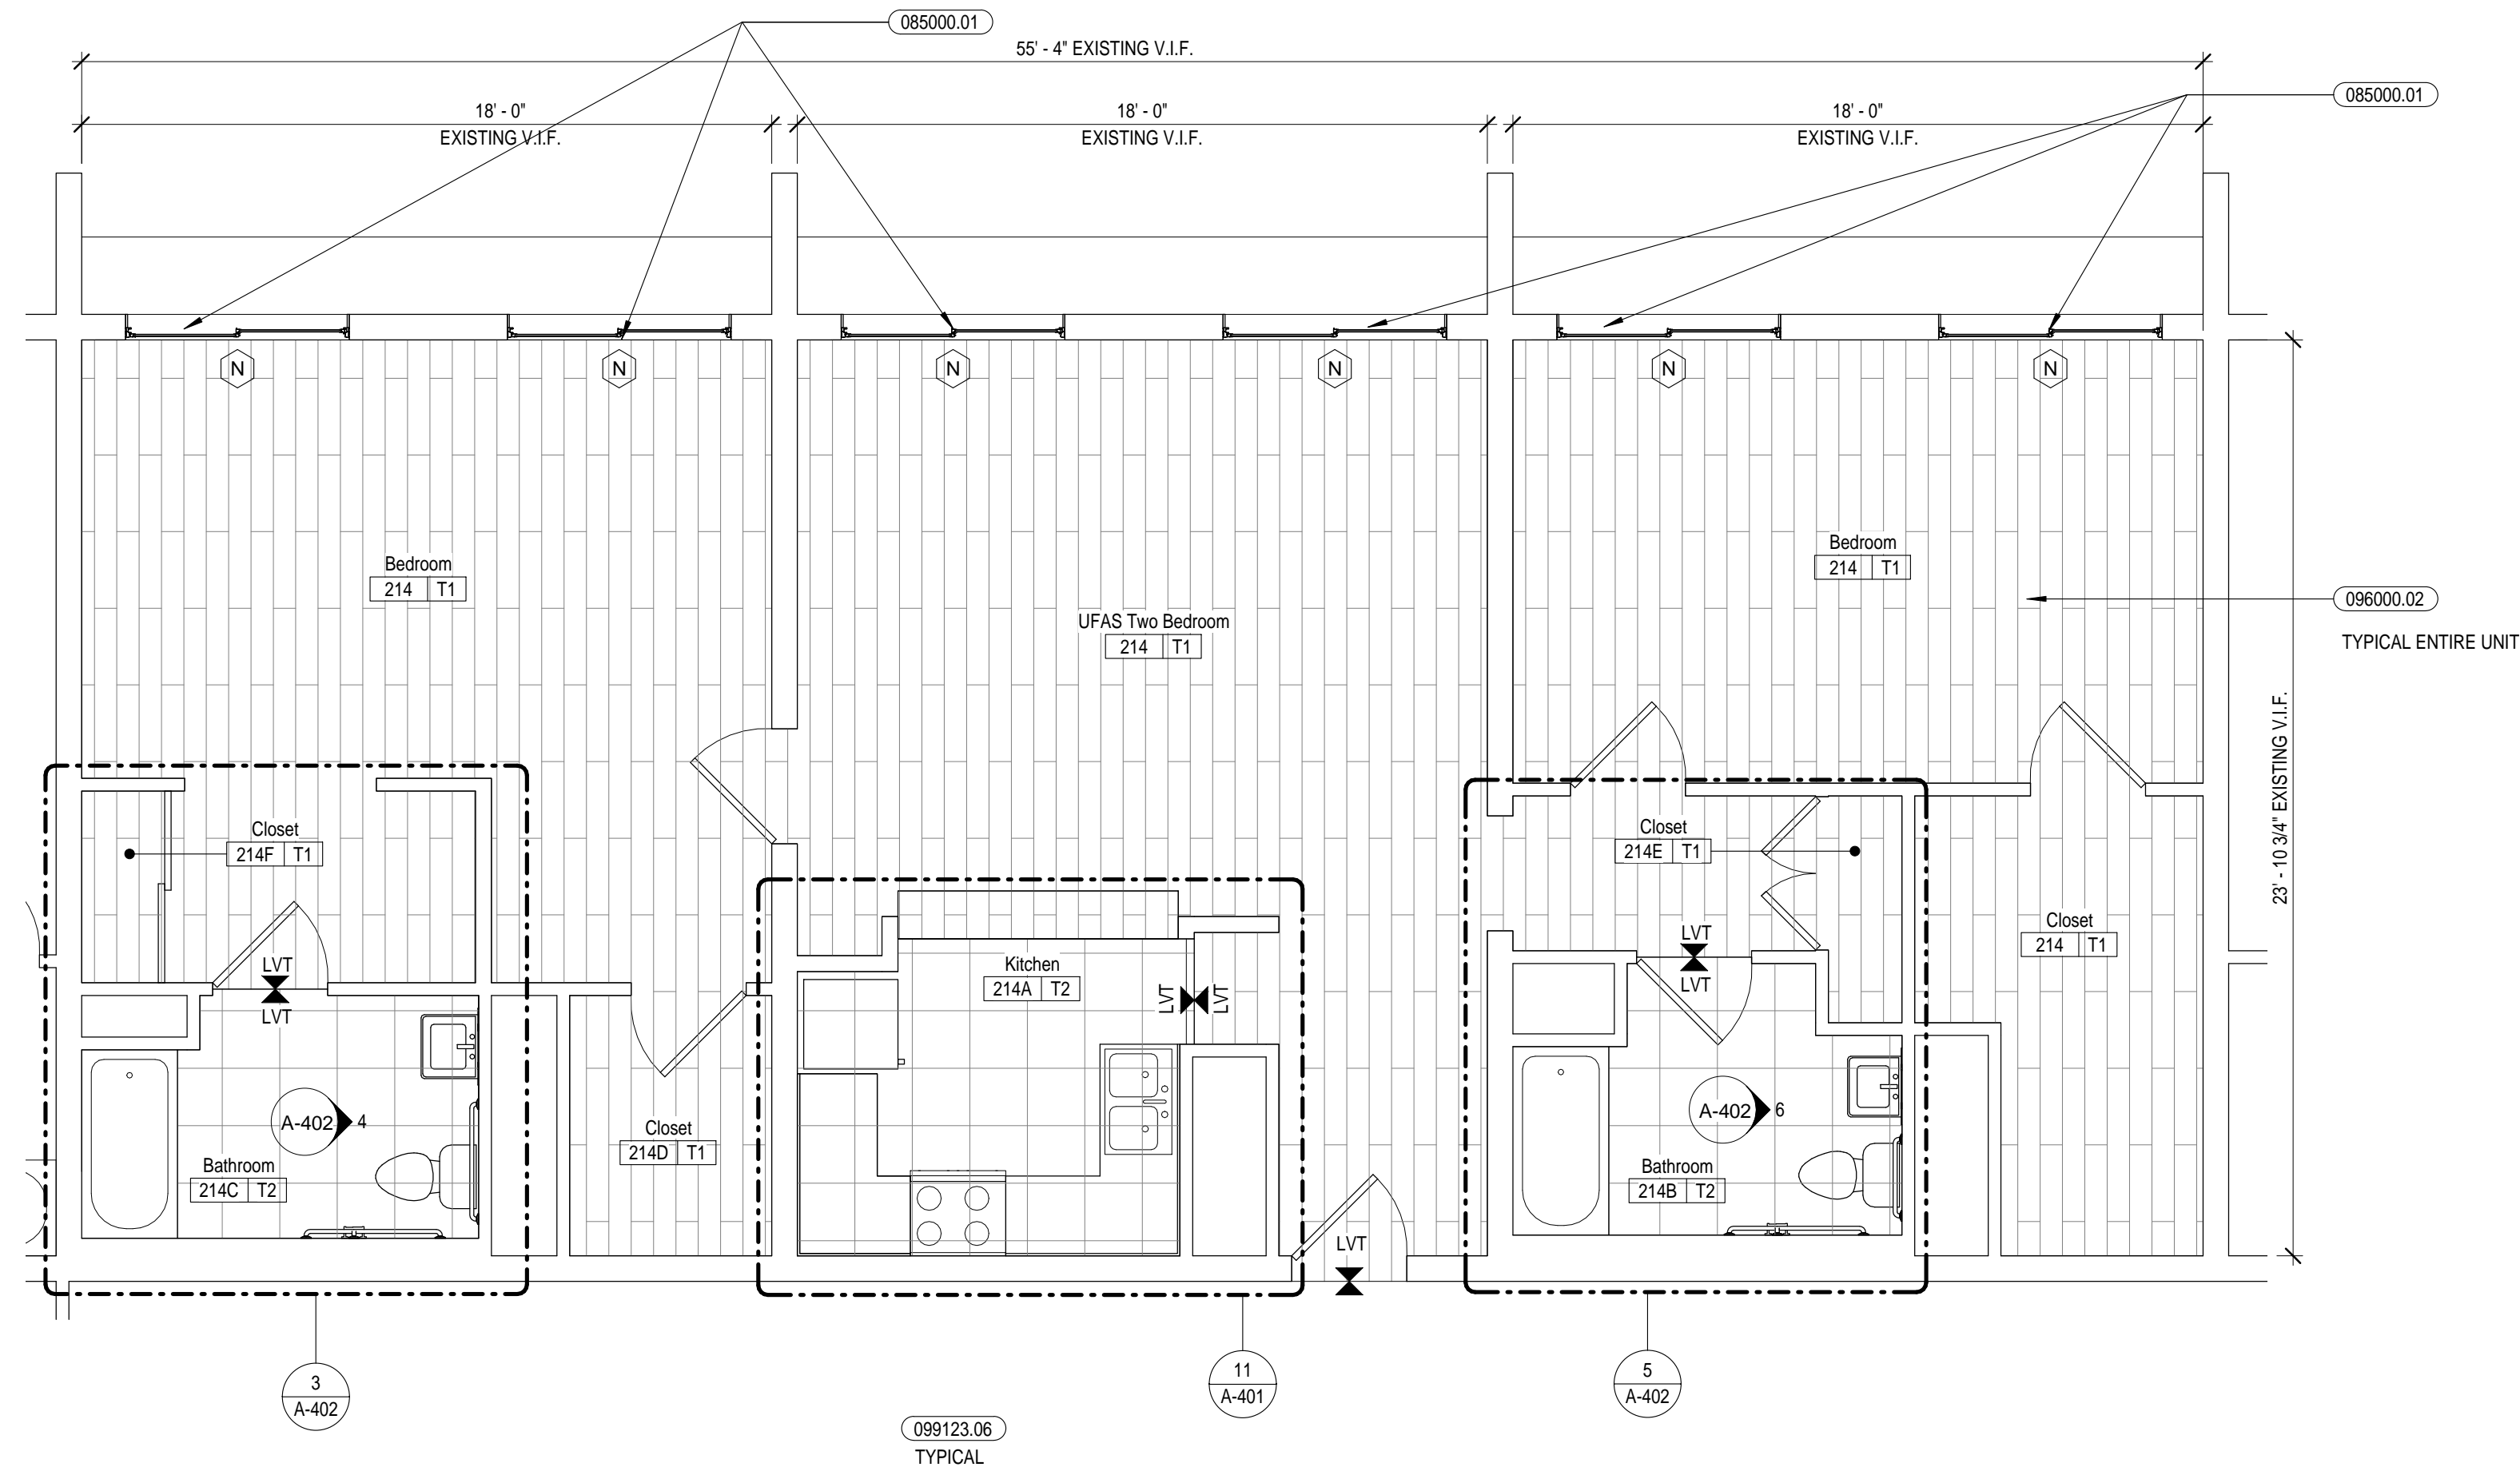 085000.01
55' - 4" EXISTING V.I.F.
085000.01
18' - 0"
EXISTING V.I.F.
18' - 0"
EXISTING V.I.F.
18' - 0"
EXISTING V.I.F.
N
N
N
N
N
N
Bedroom
214 T1
UFAS Two Bedroom
214 T1
Bedroom
214 T1
096000.02
TYPICAL ENTIRE UNIT
23' - 10 3/4" EXISTING V.I.F.
Closet
214F T1
LVT
LVT
A-402 4
Bathroom
214C T2
Closet
214D T1
Kitchen
214A T2
LVT
LVT
LVT
Closet
214E T1
LVT
LVT
A-402 6
Bathroom
214B T2
Closet
214 T1
3
A-402
11
A-401
5
A-402
099123.06
TYPICAL